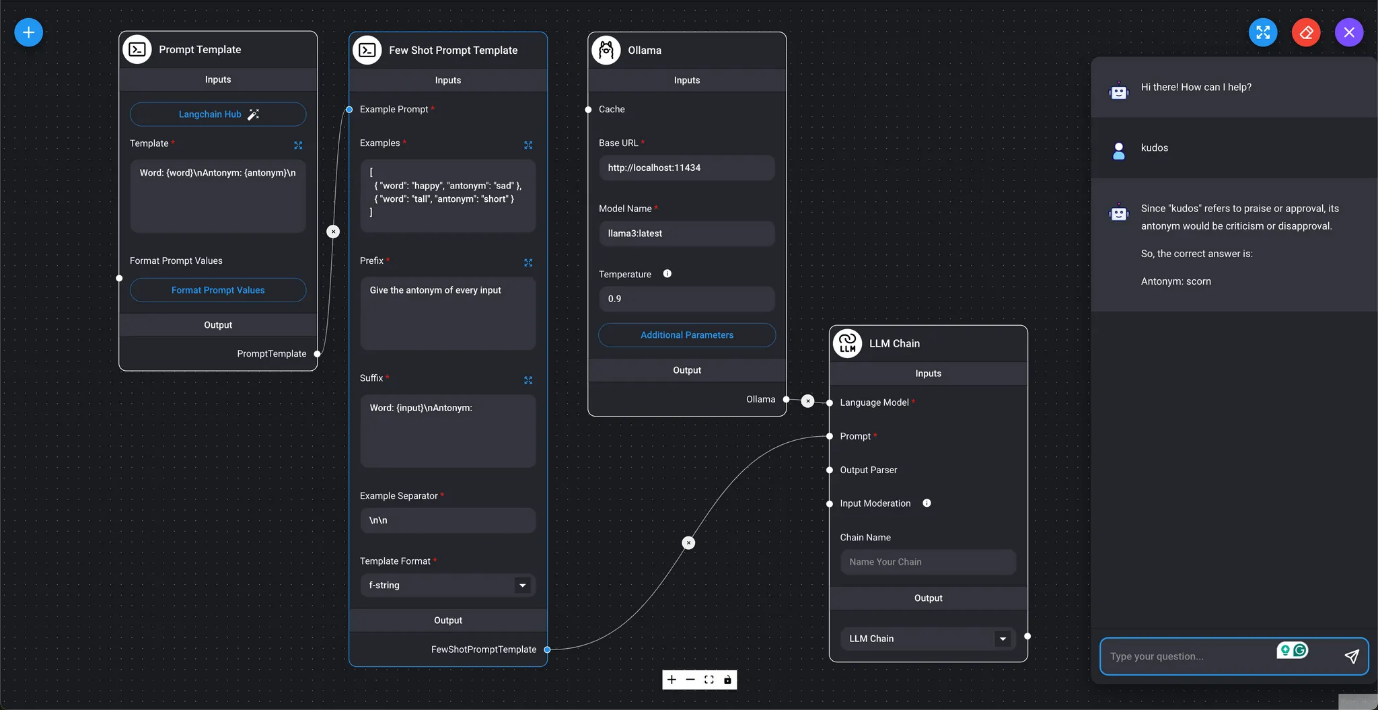 Prompt Template
Inputs
Langchain Hub
Template *
Word: {word}\nAntonym: {antonym}\n
Format Prompt Values
Format Prompt Values
Output
PromptTemplate
Few Shot Prompt Template
Inputs
Example Prompt *
Examples *
[
{ "word": "happy", "antonym": "sad" },
{ "word": "tall", "antonym": "short" }
]
Prefix *
Give the antonym of every input
Suffix *
Word: {input}\nAntonym:
Example Separator *
\n\n
Template Format *
f-string
Output
FewShotPromptTemplate
Ollama
Inputs
Cache
Base URL *
http://localhost:11434
Model Name *
llama3:latest
Temperature
0.9
Additional Parameters
Output
Ollama
LLM
LLM Chain
Inputs
Language Model *
Prompt *
Output Parser
Input Moderation
Chain Name
Name Your Chain
Output
LLM Chain
Hi there! How can I help?
kudos
Since "kudos" refers to praise or approval, its
antonym would be criticism or disapproval.
So, the correct answer is:
Antonym: scorn
Type your question...